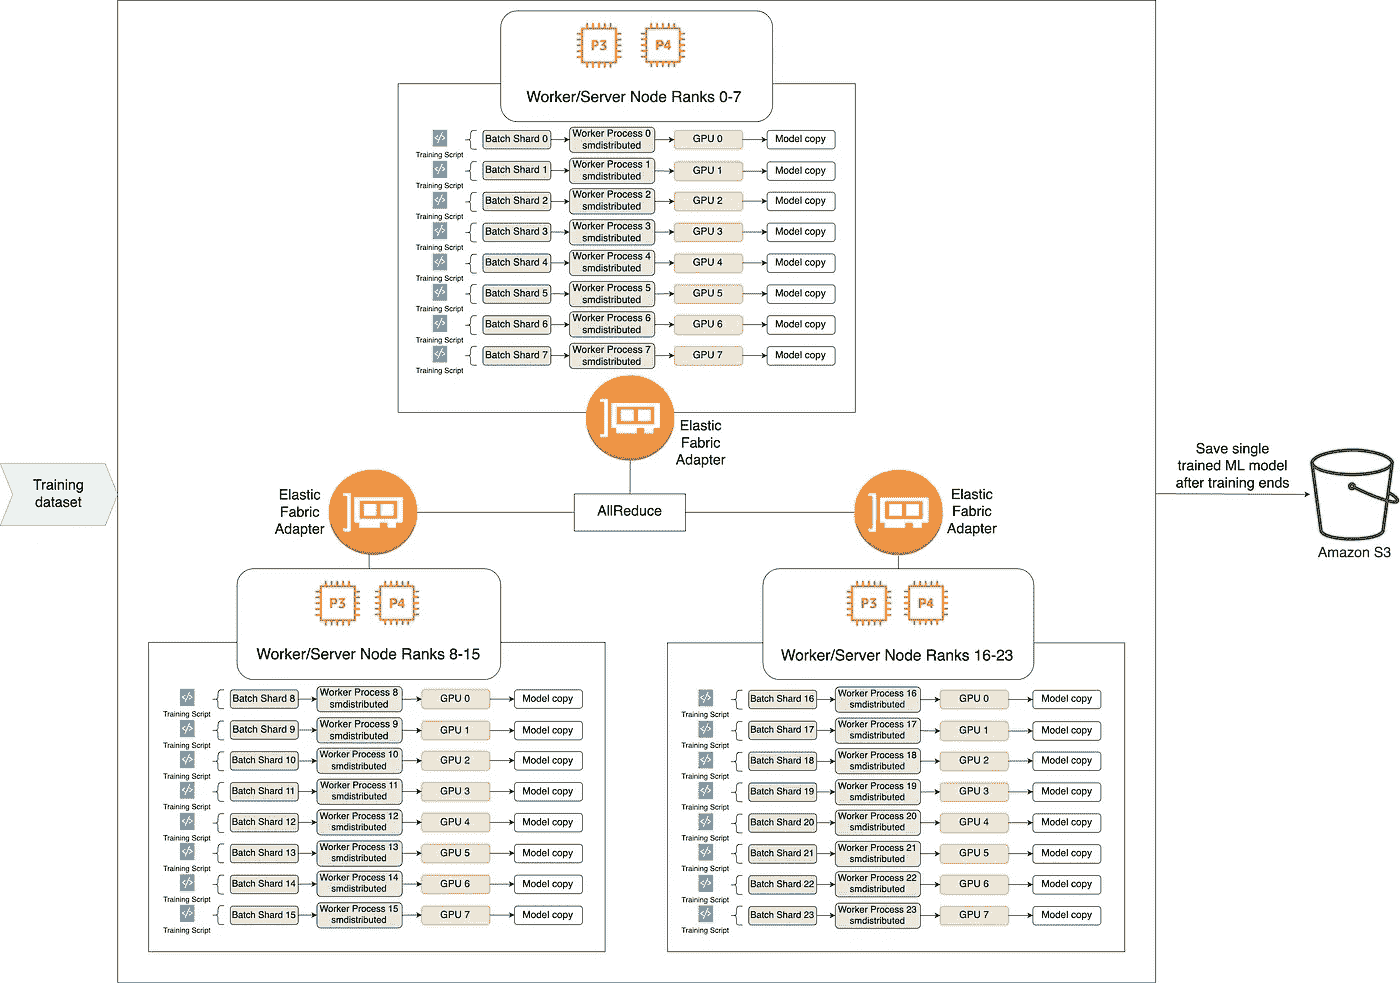 P3 P4
Worker/Server Node Ranks 0-7
Batch Shard 0 Worker Process 0 smdistributed GPU 0 Model copy
Training Script
Batch Shard 1 Worker Process 1 smdistributed GPU 1 Model copy
Training Script
Batch Shard 2 Worker Process 2 smdistributed GPU 2 Model copy
Training Script
Batch Shard 3 Worker Process 3 smdistributed GPU 3 Model copy
Training Script
Batch Shard 4 Worker Process 4 smdistributed GPU 4 Model copy
Training Script
Batch Shard 5 Worker Process 5 smdistributed GPU 5 Model copy
Training Script
Batch Shard 6 Worker Process 6 smdistributed GPU 6 Model copy
Training Script
Batch Shard 7 Worker Process 7 smdistributed GPU 7 Model copy
Training Script
Elastic
Fabric
Adapter
Training
dataset
Elastic
Fabric
Adapter
AllReduce
Elastic
Fabric
Adapter
Save single
trained ML model
after training ends
Amazon S3
P3 P4
Worker/Server Node Ranks 8-15
Batch Shard 8 Worker Process 8 smdistributed GPU 0 Model copy
Training Script
Batch Shard 9 Worker Process 9 smdistributed GPU 1 Model copy
Training Script
Batch Shard 10 Worker Process 10 smdistributed GPU 2 Model copy
Training Script
Batch Shard 11 Worker Process 11 smdistributed GPU 3 Model copy
Training Script
Batch Shard 12 Worker Process 12 smdistributed GPU 4 Model copy
Training Script
Batch Shard 13 Worker Process 13 smdistributed GPU 5 Model copy
Training Script
Batch Shard 14 Worker Process 14 smdistributed GPU 6 Model copy
Training Script
Batch Shard 15 Worker Process 15 smdistributed GPU 7 Model copy
Training Script
P3 P4
Worker/Server Node Ranks 16-23
Batch Shard 16 Worker Process 16 smdistributed GPU 0 Model copy
Training Script
Batch Shard 17 Worker Process 17 smdistributed GPU 1 Model copy
Training Script
Batch Shard 18 Worker Process 18 smdistributed GPU 2 Model copy
Training Script
Batch Shard 19 Worker Process 19 smdistributed GPU 3 Model copy
Training Script
Batch Shard 20 Worker Process 20 smdistributed GPU 4 Model copy
Training Script
Batch Shard 21 Worker Process 21 smdistributed GPU 5 Model copy
Training Script
Batch Shard 22 Worker Process 22 smdistributed GPU 6 Model copy
Training Script
Batch Shard 23 Worker Process 23 smdistributed GPU 7 Model copy
Training Script